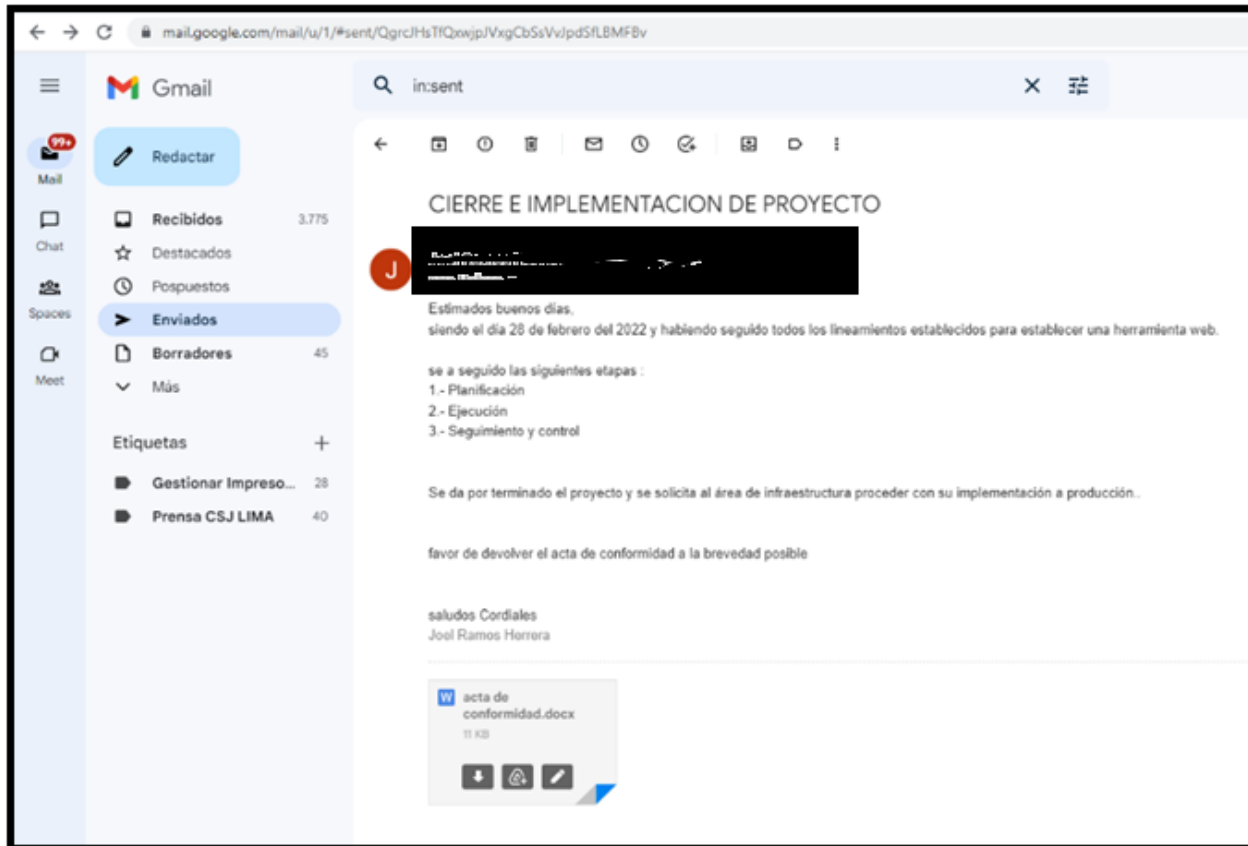 mail.google.com/mail/u/1/#sent/QgrcJHsTfQxwjpJVxgCbSsVvJpdSfLBMFBv
Gmail
in:sent
99+
Mail
Redactar
Chat
Spaces
Meet
Recibidos 3.775
Destacados
Pospuestos
Enviados
Borradores 45
Más
Etiquetas
Gestionar Impreso... 28
Prensa CSJ LIMA 40
CIERRE E IMPLEMENTACION DE PROYECTO
J
Estimados buenos días,
siendo el día 28 de febrero del 2022 y habiendo seguido todos los lineamientos establecidos para establecer una herramienta web.
se a seguido las siguientes etapas :
1.- Planificación
2.- Ejecución
3.- Seguimiento y control
Se da por terminado el proyecto y se solicita al área de infraestructura proceder con su implementación a producción..
favor de devolver el acta de conformidad a la brevedad posible
saludos Cordiales
Joel Ramos Herrera
W acta de
conformidad.docx
11 KB